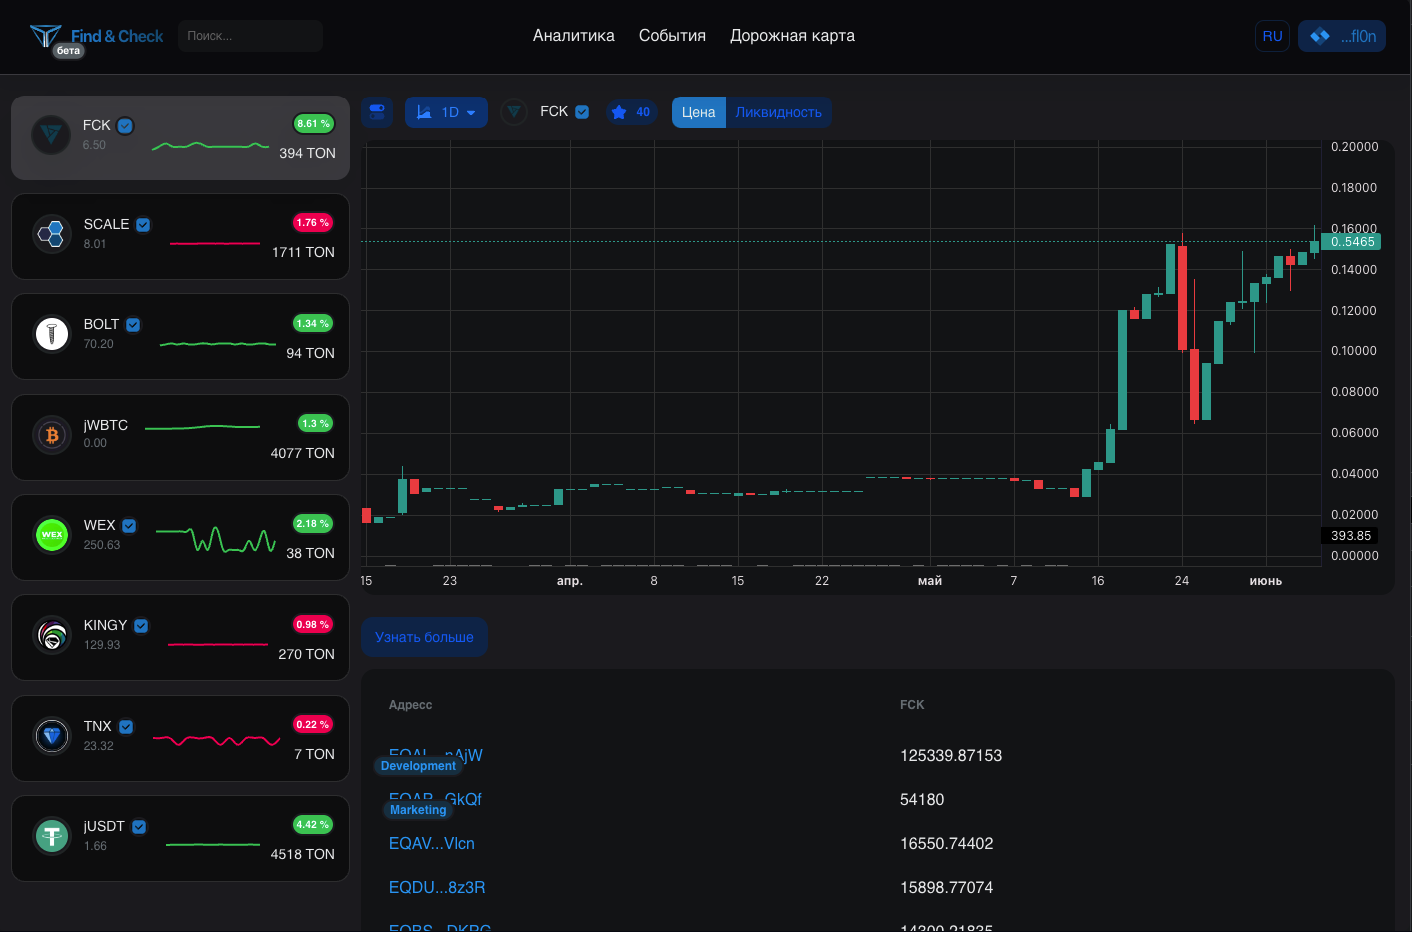 Find & Check
бета
Поиск...
Аналитика
События
Дорожная карта
RU
...fl0n
FCK
6.50
8.61 %
394 TON
SCALE
8.01
1.76 %
1711 TON
BOLT
70.20
1.34 %
94 TON
jWBTC
0.00
1.3 %
4077 TON
WEX
WEX
250.63
2.18 %
38 TON
KINGY
129.93
0.98 %
270 TON
TNX
23.32
0.22 %
7 TON
jUSDT
1.66
4.42 %
4518 TON
1D
FCK
40
Цена
Ликвидность
0.20000
0.18000
0.16000
0..5465
0.14000
0.12000
0.10000
0.08000
0.06000
0.04000
0.02000
393.85
0.00000
15
23
апр.
8
15
22
май
7
16
24
июнь
Узнать больше
Адресс
FCK
125339.87153
Development
54180
Marketing
EQAV...Vlcn
16550.74402
EQDU...8z3R
15898.77074